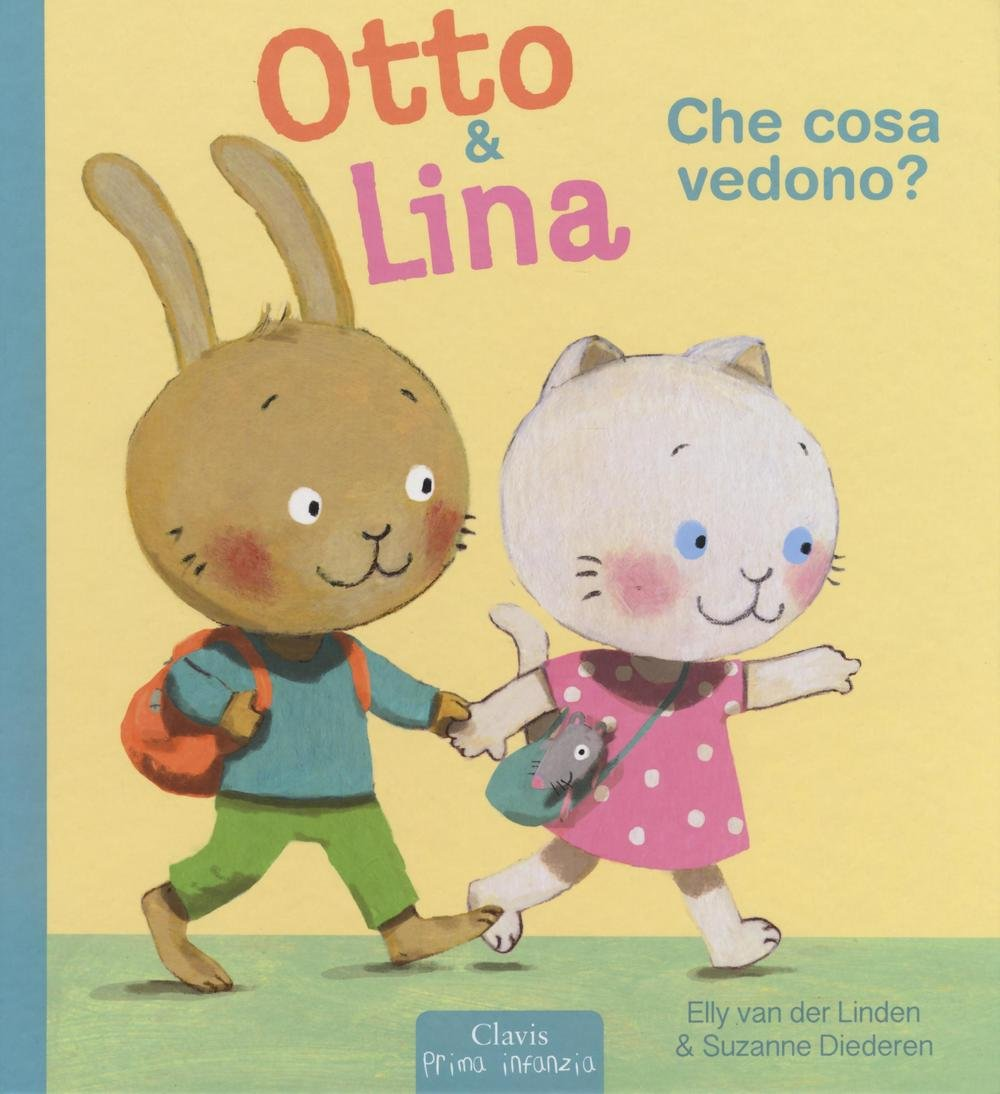 Otto
&
Lina
Che cosa
vedono?
Elly van der Linden
& Suzanne Diederen
Clavis
Prima infanzia